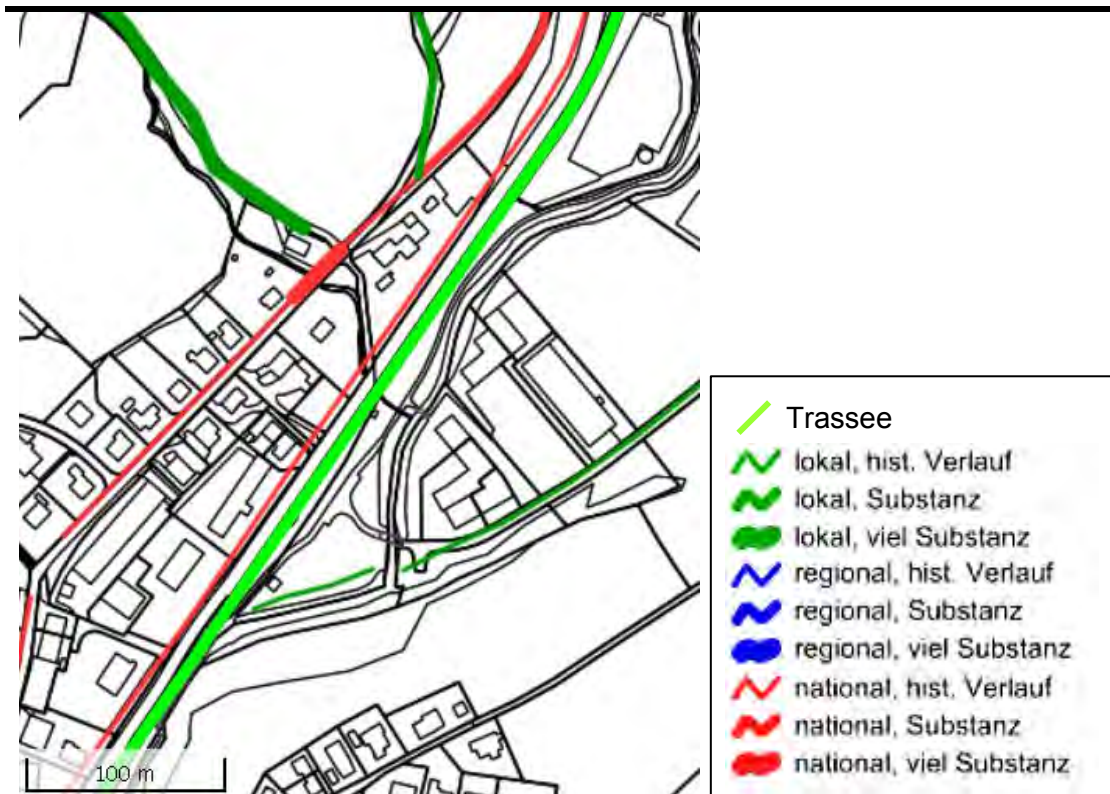 Trassee
lokal, hist. Verlauf
lokal, Substanz
lokal, viel Substanz
regional, hist. Verlauf
regional, Substanz
regional, viel Substanz
national, hist. Verlauf
national, Substanz
national, viel Substanz
100 m